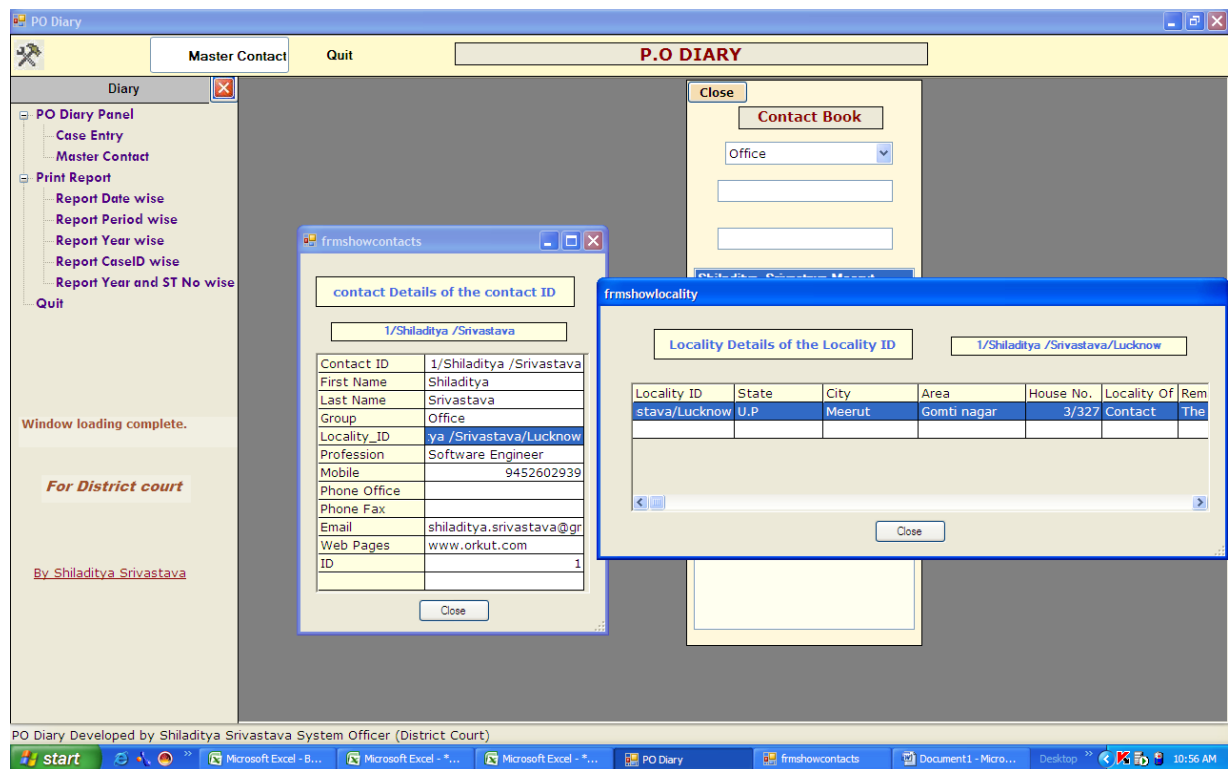 PO Diary
Master Contact
Quit
P.O DIARY
Diary
PO Diary Panel
Case Entry
Master Contact
Print Report
Report Date wise
Report Period wise
Report Year wise
Report CaseID wise
Report Year and ST No wise
Quit
Window loading complete.
For District court
By Shiladitya Srivastava
Close
Contact Book
Office
frmshowcontacts
contact Details of the contact ID
1/Shiladitya /Srivastava
Contact ID 1/Shiladitya /Srivastava
First Name Shiladitya
Last Name Srivastava
Group Office
Locality_ID ya /Srivastava/Lucknow
Profession Software Engineer
Mobile 9452602939
Phone Office
Phone Fax
Email shiladitya.srivastava@gr
Web Pages www.orkut.com
ID 1
Close
frmshowlocality
Locality Details of the Locality ID
1/Shiladitya /Srivastava/Lucknow
Locality ID State City Area House No. Locality Of Rem
stava/Lucknow U.P Meerut Gomti nagar 3/327 Contact The
Close
PO Diary Developed by Shiladitya Srivastava System Officer (District Court)
start
Microsoft Excel - B...
Microsoft Excel - *...
Microsoft Excel - *...
PO Diary
frmshowcontacts
Document1 - Micro...
Desktop
10:56 AM